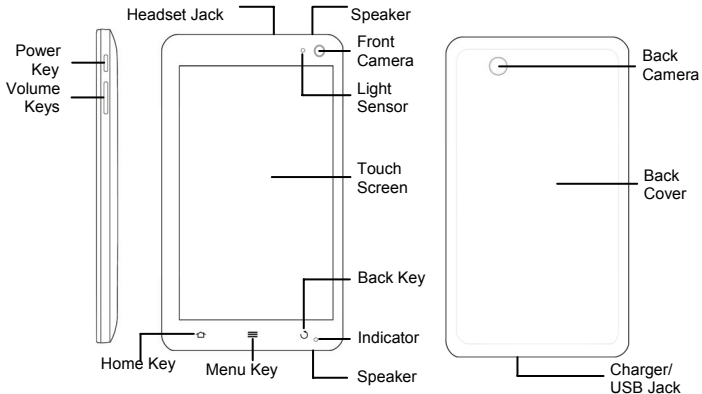 Headset Jack
Speaker
Power
Key
Volume
Keys
Front
Camera
Light
Sensor
Touch
Screen
Back Key
Indicator
Speaker
Home Key
Menu Key
Back
Camera
Back
Cover
Charger/
USB Jack